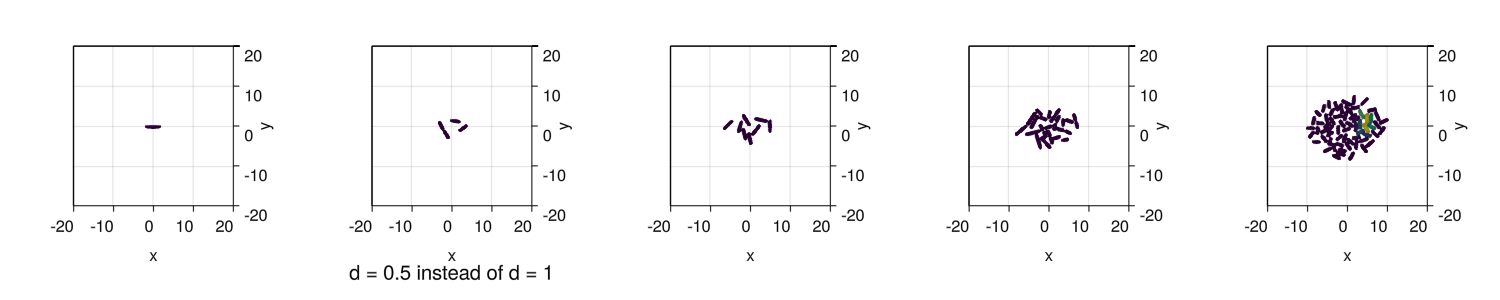 20 20 20 20 20
10 10 10 10 10
0 y 0 y 0 y 0 y 0 y
-10 -10 -10 -10 -10
-20 -20 -20 -20 -20
-20 -10 0 10 20 -20 -10 0 10 20 -20 -10 0 10 20 -20 -10 0 10 20 -20 -10 0 10 20
x x x x x
d = 0.5 instead of d = 1